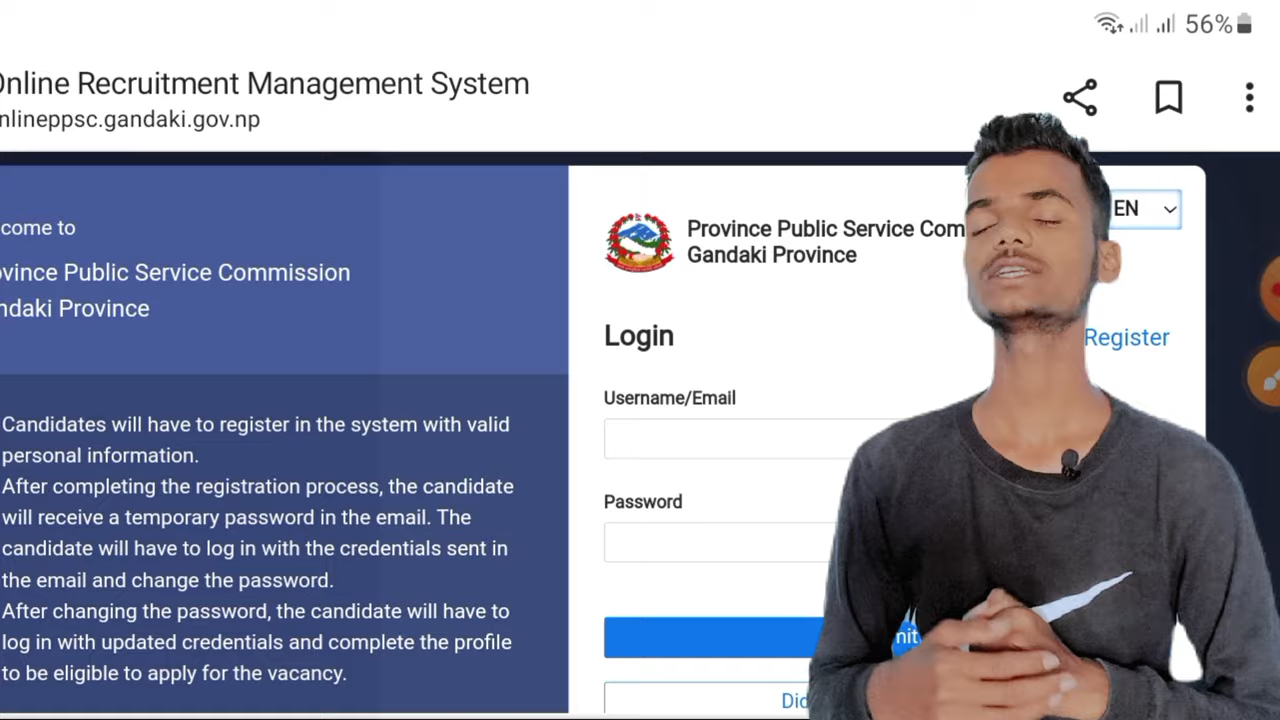 56%
Online Recruitment Management System
nlineppsc.gandaki.gov.np
come to
ovince Public Service Commission
ndaki Province
Candidates will have to register in the system with valid
personal information.
After completing the registration process, the candidate
will receive a temporary password in the email. The
candidate will have to log in with the credentials sent in
the email and change the password.
After changing the password, the candidate will have to
log in with updated credentials and complete the profile
to be eligible to apply for the vacancy.
EN
Province Public Service Com
Gandaki Province
Login
Register
Username/Email
Password
nit
Did